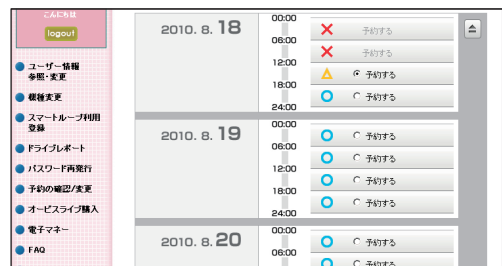 こんにちは
logout
ユーザー情報
参照・変更
機種変更
スマートループ利用
登録
ドライブレポート
パスワード再発行
予約の確認/変更
オービスライブ購入
電子マネー
FAQ
2010. 8. 18
00:00
予約する
06:00
予約する
12:00
予約する
18:00
予約する
24:00
2010. 8. 19
00:00
予約する
06:00
予約する
12:00
予約する
18:00
予約する
24:00
2010. 8. 20
00:00
予約する
06:00
予約する